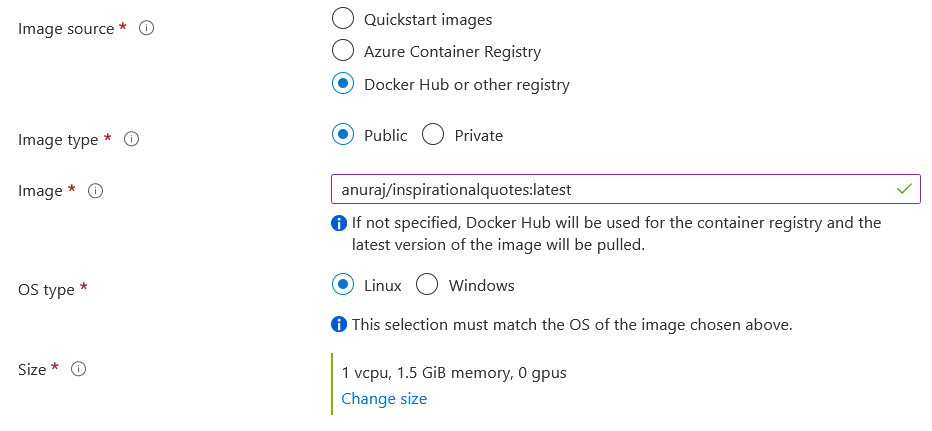 Image source *
Quickstart images
Azure Container Registry
Docker Hub or other registry
Image type *
Public
Private
Image *
anuraj/inspirationalquotes:latest
If not specified, Docker Hub will be used for the container registry and the
latest version of the image will be pulled.
OS type *
Linux
Windows
This selection must match the OS of the image chosen above.
Size *
1 vcpu, 1.5 GiB memory, 0 gpus
Change size